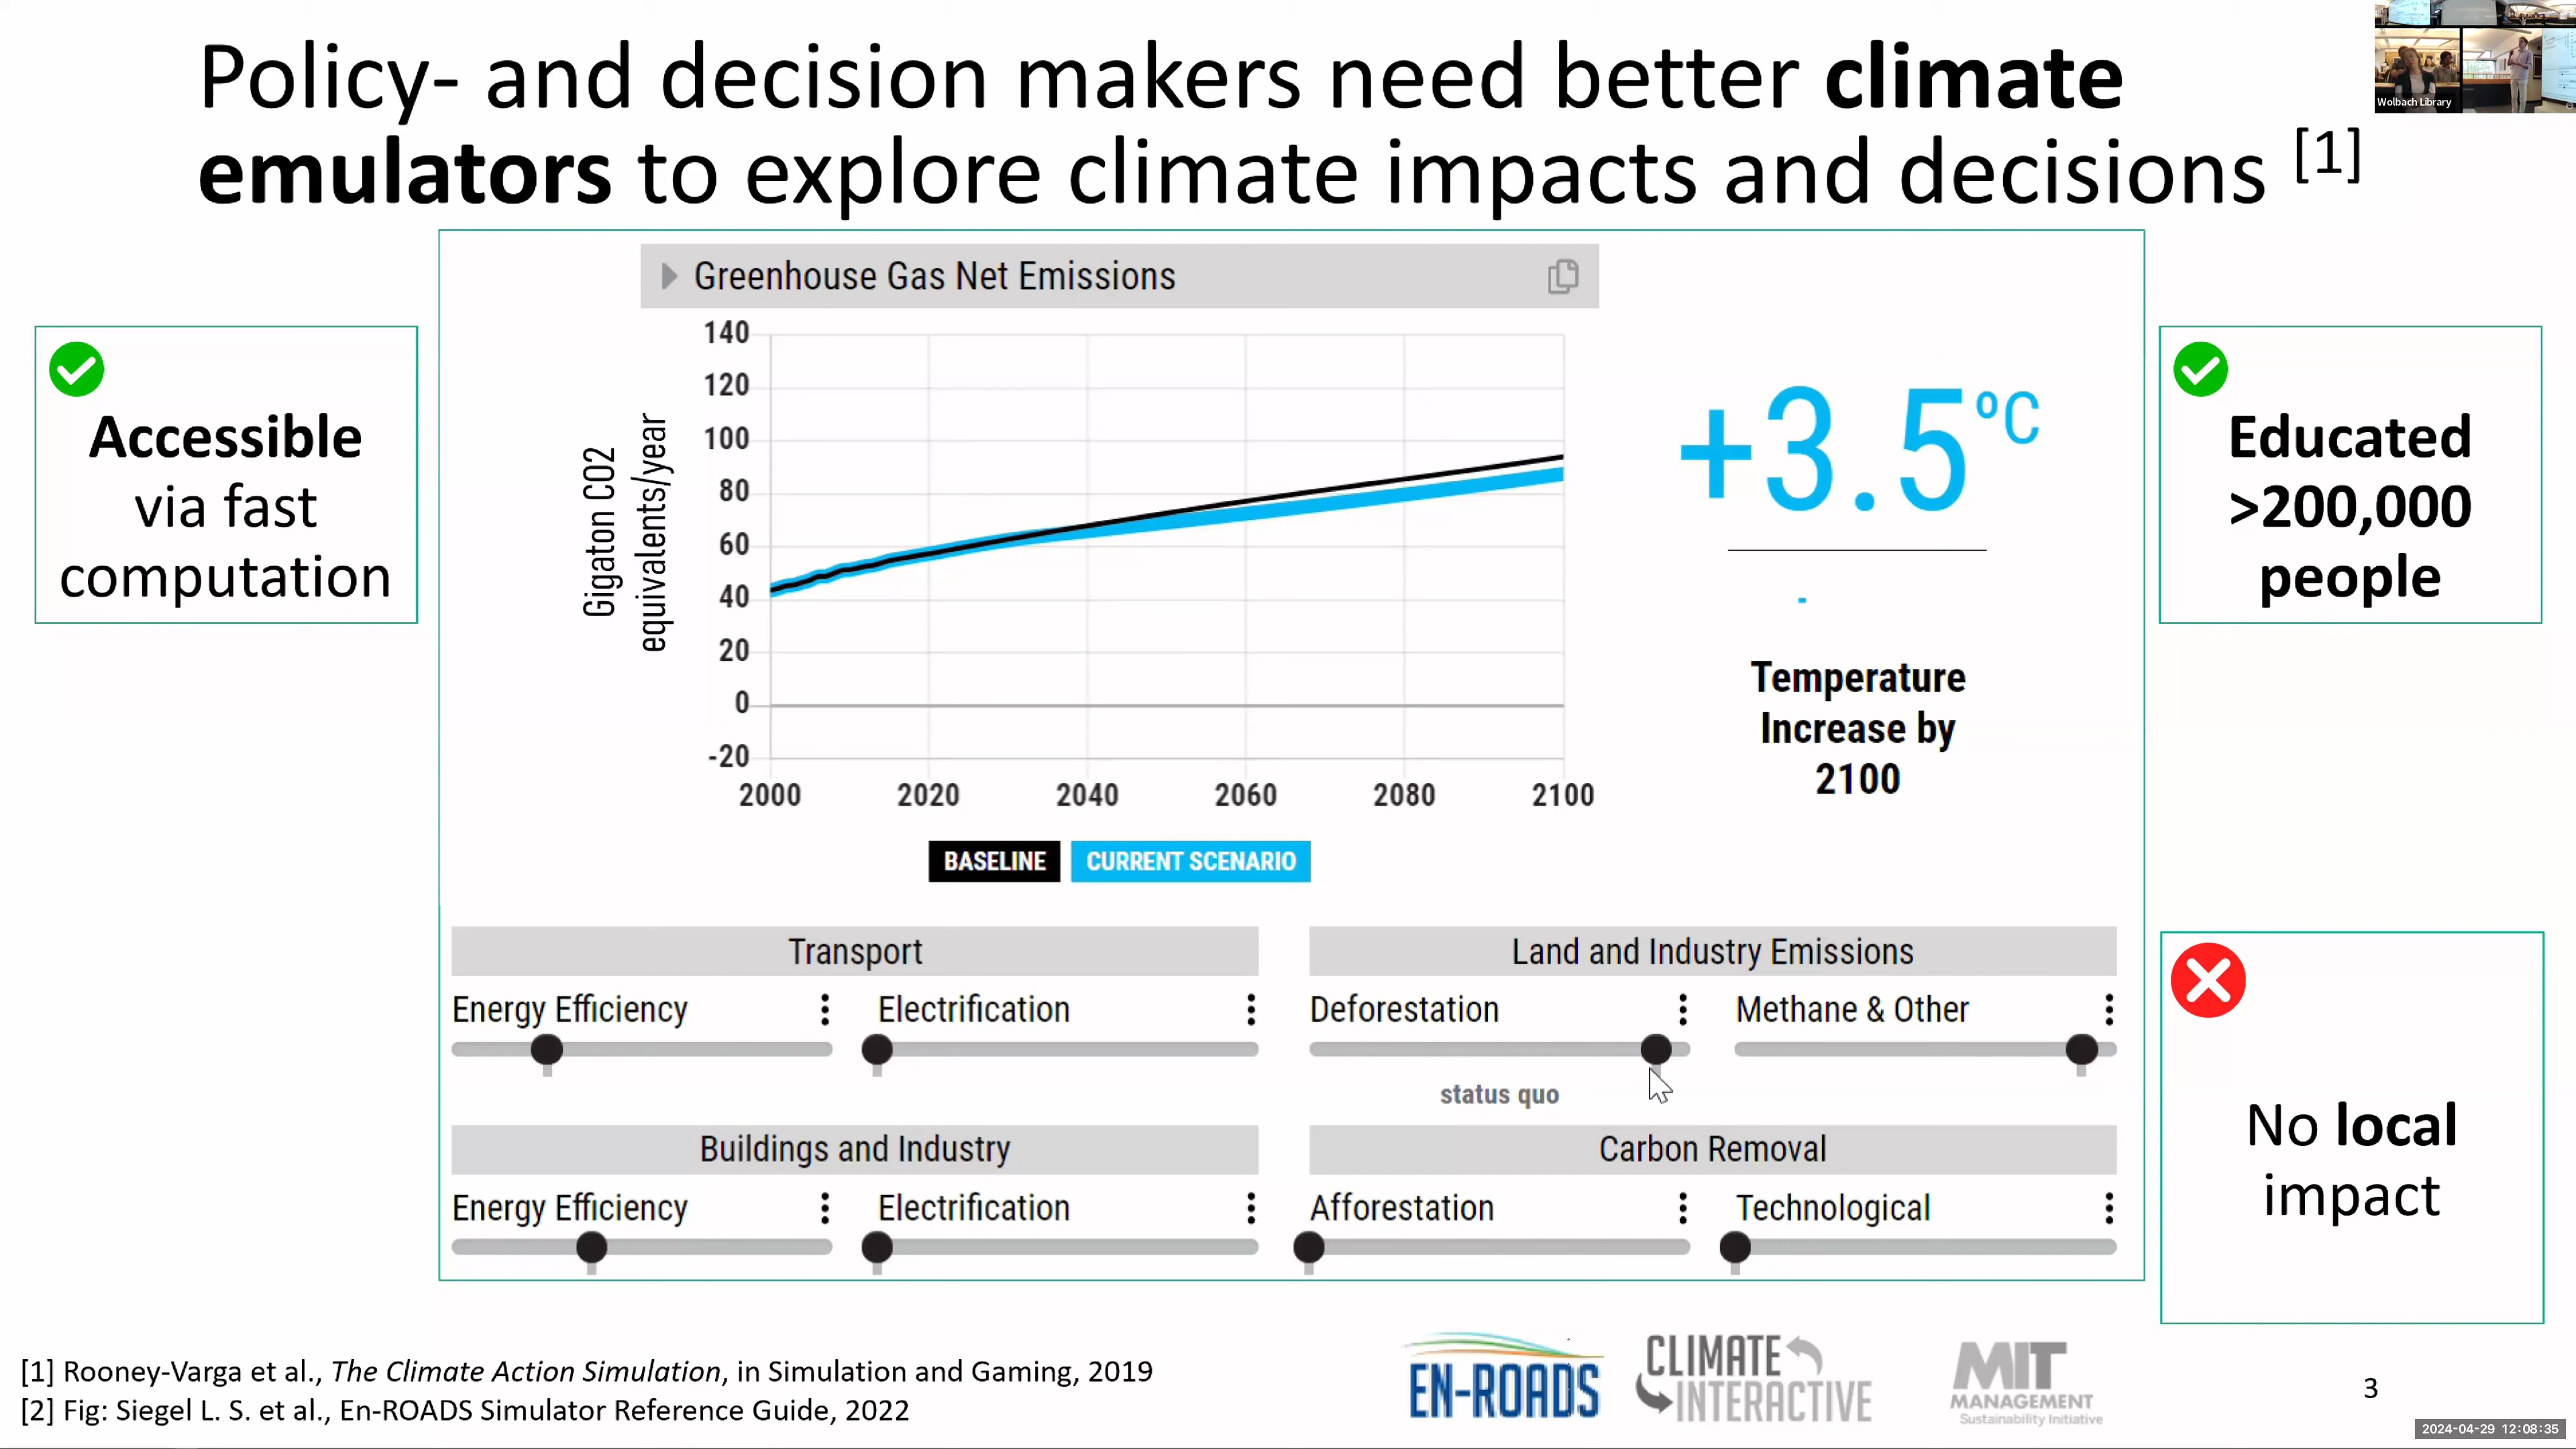 Policy- and decision makers need better climate
emulators to explore climate impacts and decisions [1]
Wolbach Library
Accessible
via fast
computation
Greenhouse Gas Net Emissions
Gigaton CO2
equivalents/year
140
120
100
80
60
40
20
0
-20
2000 2020 2040 2060 2080 2100
BASELINE CURRENT SCENARIO
+3.5°C
-
Temperature
Increase by
2100
Educated
>200,000
people
Transport
Energy Efficiency Electrification
Land and Industry Emissions
Deforestation Methane & Other
status quo
Buildings and Industry
Energy Efficiency Electrification
Carbon Removal
Afforestation Technological
No local
impact
[1] Rooney-Varga et al., The Climate Action Simulation, in Simulation and Gaming, 2019
[2] Fig: Siegel L. S. et al., En-ROADS Simulator Reference Guide, 2022
EN-ROADS
CLIMATE
INTERACTIVE
MIT
MANAGEMENT
Sustainability Initiative
3
2024-04-29 12:08:35